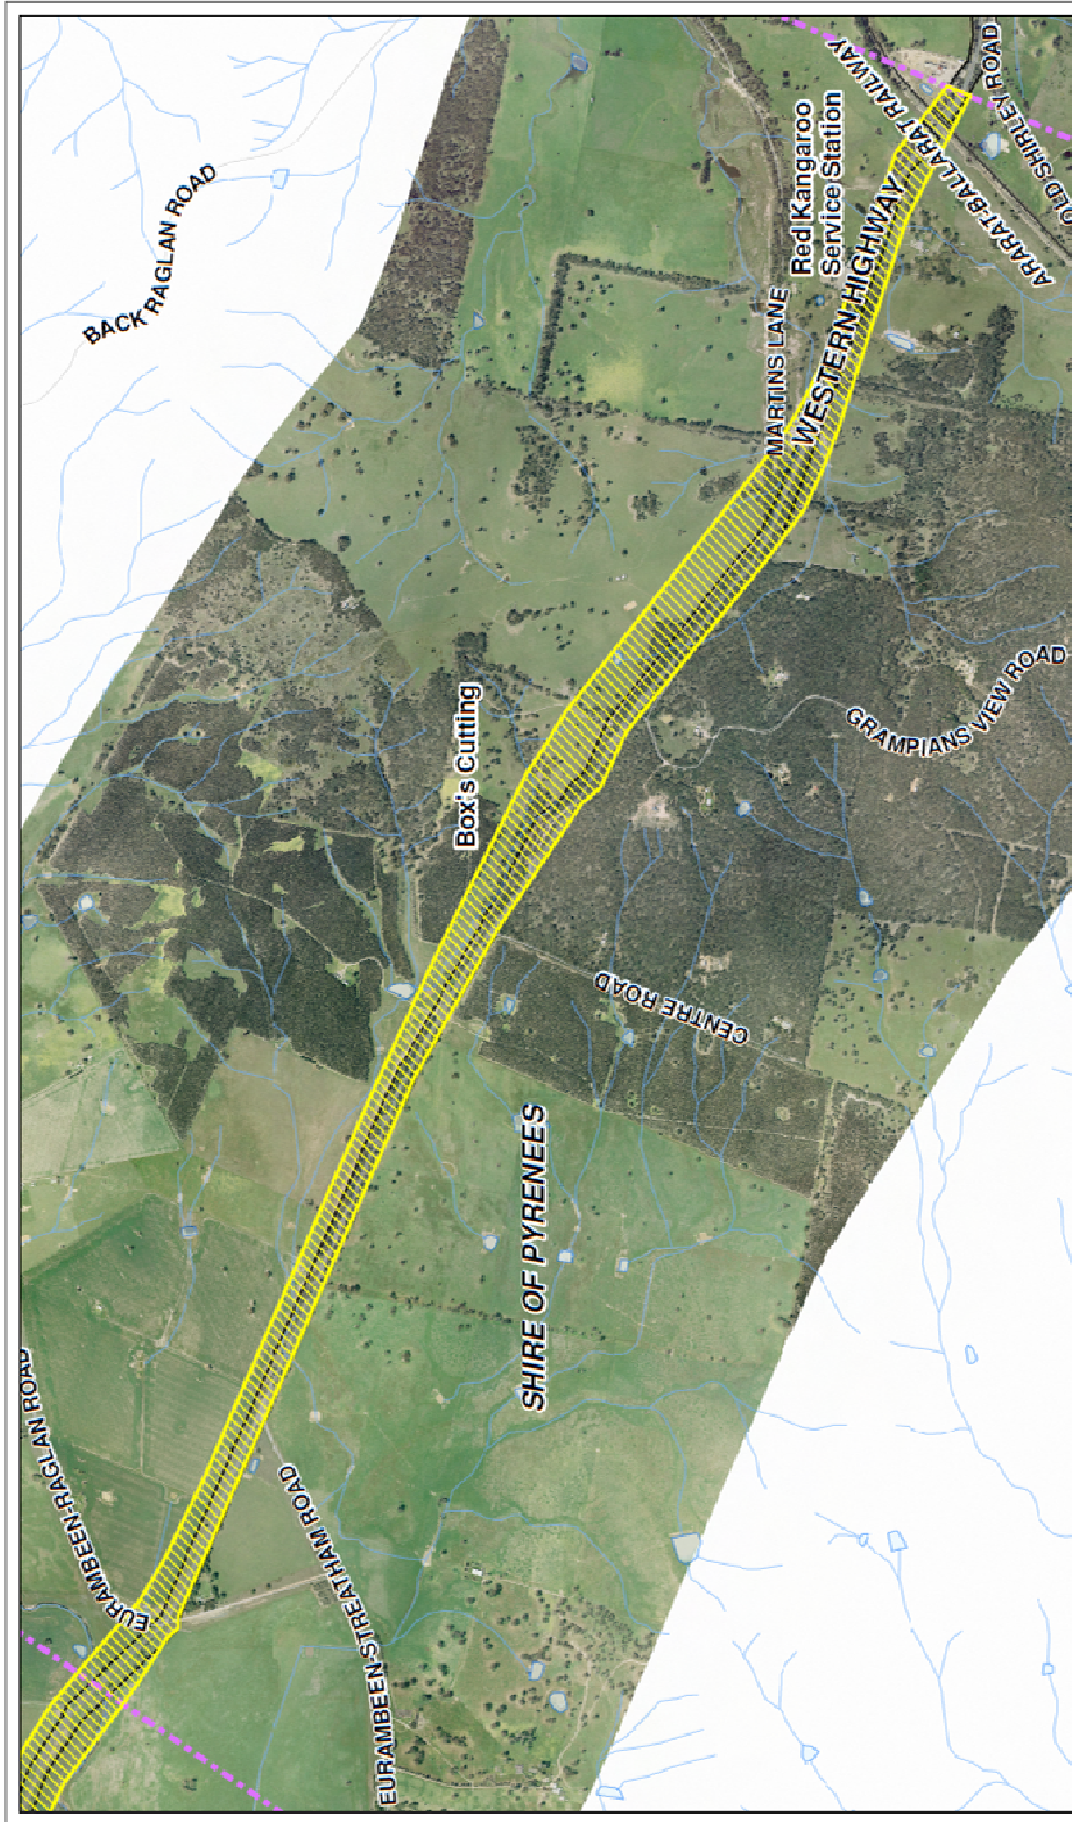 BACK RAGLAN ROAD
ARARAT-BALLARAT RAILWAY
OLD SHIRLEY ROAD
Red Kangaroo
Service Station
MARTINS LANE
WESTERN HIGHWAY
GRAMPIANS VIEW ROAD
Box's Cutting
CENTRE ROAD
SHIRE OF PYRENEES
EURAMBEEN-RAGLAN ROAD
EURAMBEEN-STREATHAM ROAD